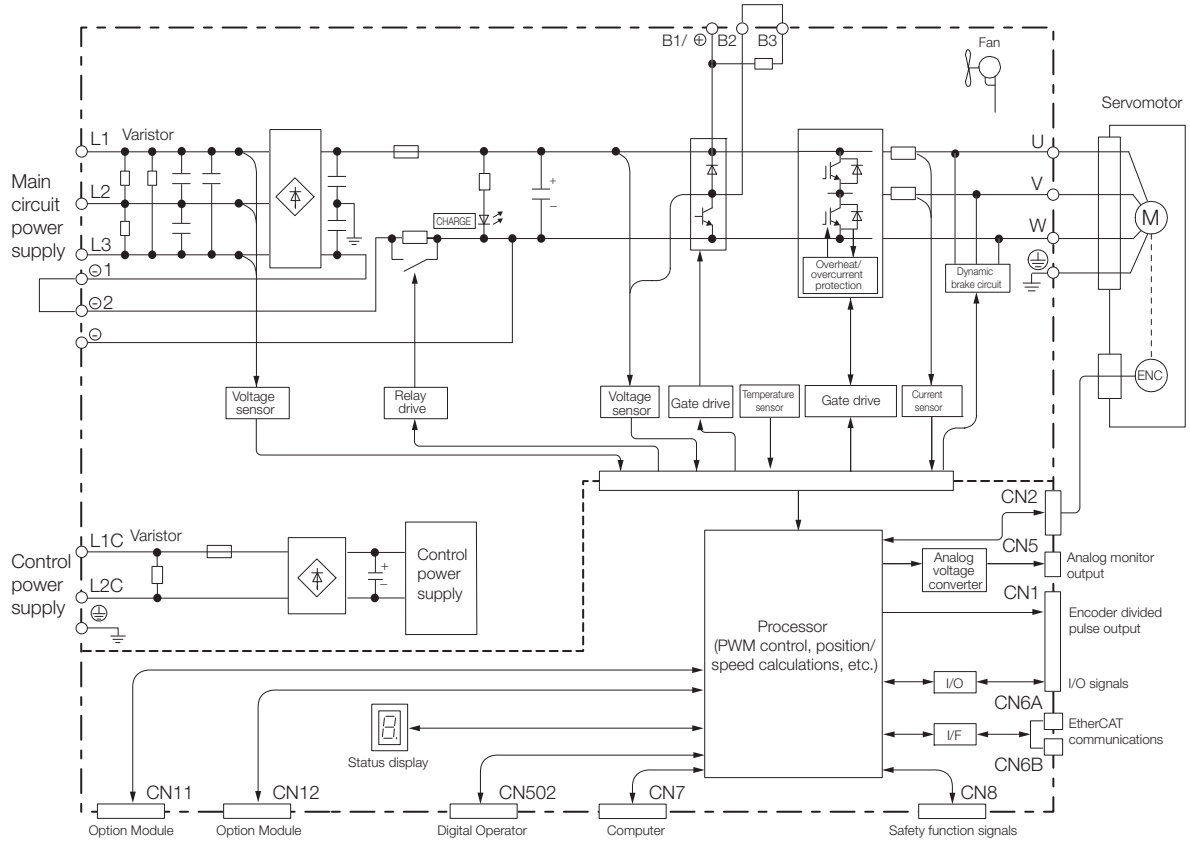 B1/ ⊕ B2 B3
Fan
Servomotor
L1 Varistor
U
Main
circuit
power
supply
L2
V
CHARGE
M
L3
W
⊖ 1
Overheat/
overcurrent
protection
Dynamic
brake circuit
⊖ 2
⊖
ENC
Voltage
sensor
Relay
drive
Voltage
sensor
Gate drive
Temperature
sensor
Gate drive
Current
sensor
CN2
L1C Varistor
Control
power
supply
L2C
Control
power
supply
CN5
Analog
voltage
converter
Analog monitor
output
CN1
Processor
(PWM control, position/
speed calculations, etc.)
Encoder divided
pulse output
I/O
I/O signals
CN6A
I/F
EtherCAT
communications
CN6B
8.
Status display
CN11
CN12
CN502
CN7
CN8
Option Module
Option Module
Digital Operator
Computer
Safety function signals